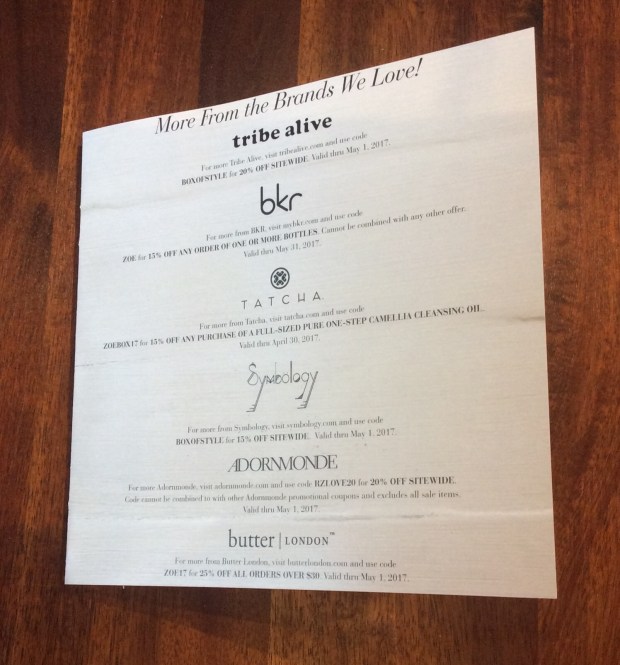 More From the Brands We Love!
tribe alive
For more Tribe Alive, visit tribealive.com and use code
BOXOFSTYLE for 20% OFF SITEWIDE. Valid thru May 1, 2017.
bkr
For more from BKR, visit mybkr.com and use code
ZOE for 15% OFF ANY ORDER OF ONE OR MORE BOTTLES. Cannot be combined with any other offer.
Valid thru May 31, 2017.
TATCHA
For more from Tatcha, visit tatcha.com and use code
ZOEBOX17 for 15% OFF ANY PURCHASE OF A FULL-SIZED PURE ONE-STEP CAMELLIA CLEANSING OIL.
Valid thru April 30, 2017.
Symbology
For more from Symbology, visit symbology.com and use code
BOXOFSTYLE for 15% OFF SITEWIDE. Valid thru May 1, 2017.
ADORNMONDE
For more Adornmonde, visit adornmonde.com and use code RZLOVE20 for 20% OFF SITEWIDE.
Code cannot be combined to with other Adornmonde promotional coupons and excludes all sale items.
Valid thru May 1, 2017.
butter | LONDON™
For more from Butter London, visit butterlondon.com and use code
ZOE17 for 25% OFF ALL ORDERS OVER $30. Valid thru May 1, 2017.